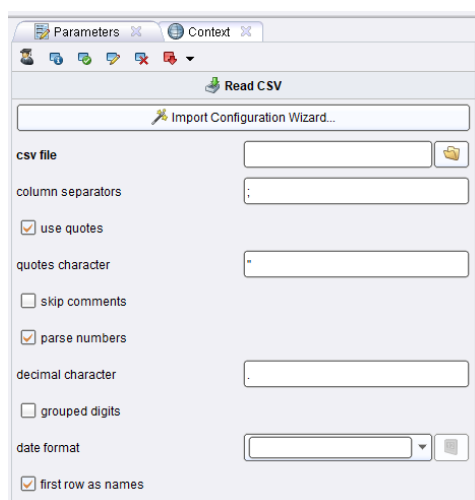 Parameters Context
Read CSV
Import Configuration Wizard...
csv file
column separators ;
use quotes
quotes character "
skip comments
parse numbers
decimal character .
grouped digits
date format
first row as names